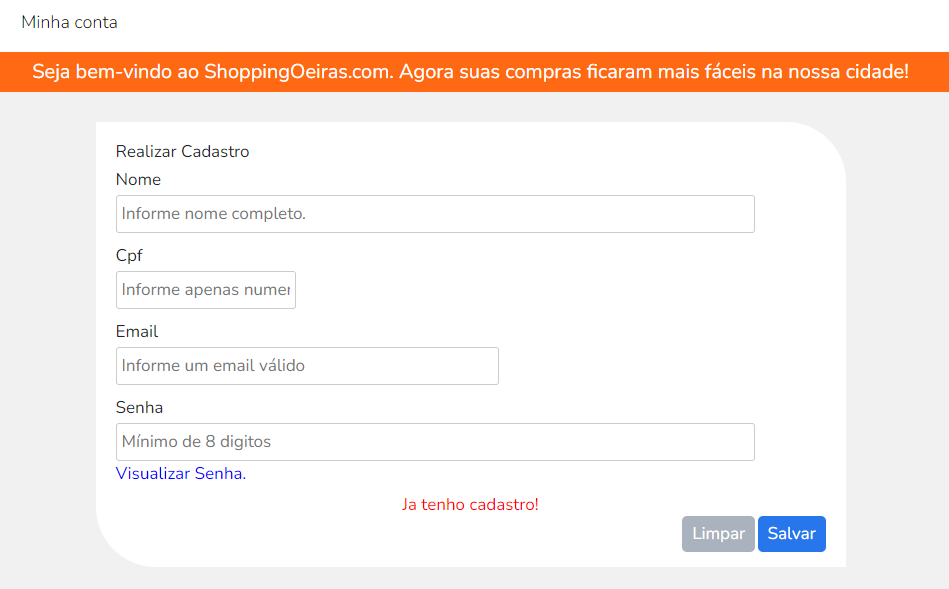 Minha conta
Seja bem-vindo ao ShoppingOeiras.com. Agora suas compras ficaram mais fáceis na nossa cidade!
Realizar Cadastro
Nome
Informe nome completo.
Cpf
Informe apenas numer
Email
Informe um email válido
Senha
Mínimo de 8 digitos
Visualizar Senha.
Ja tenho cadastro!
Limpar Salvar